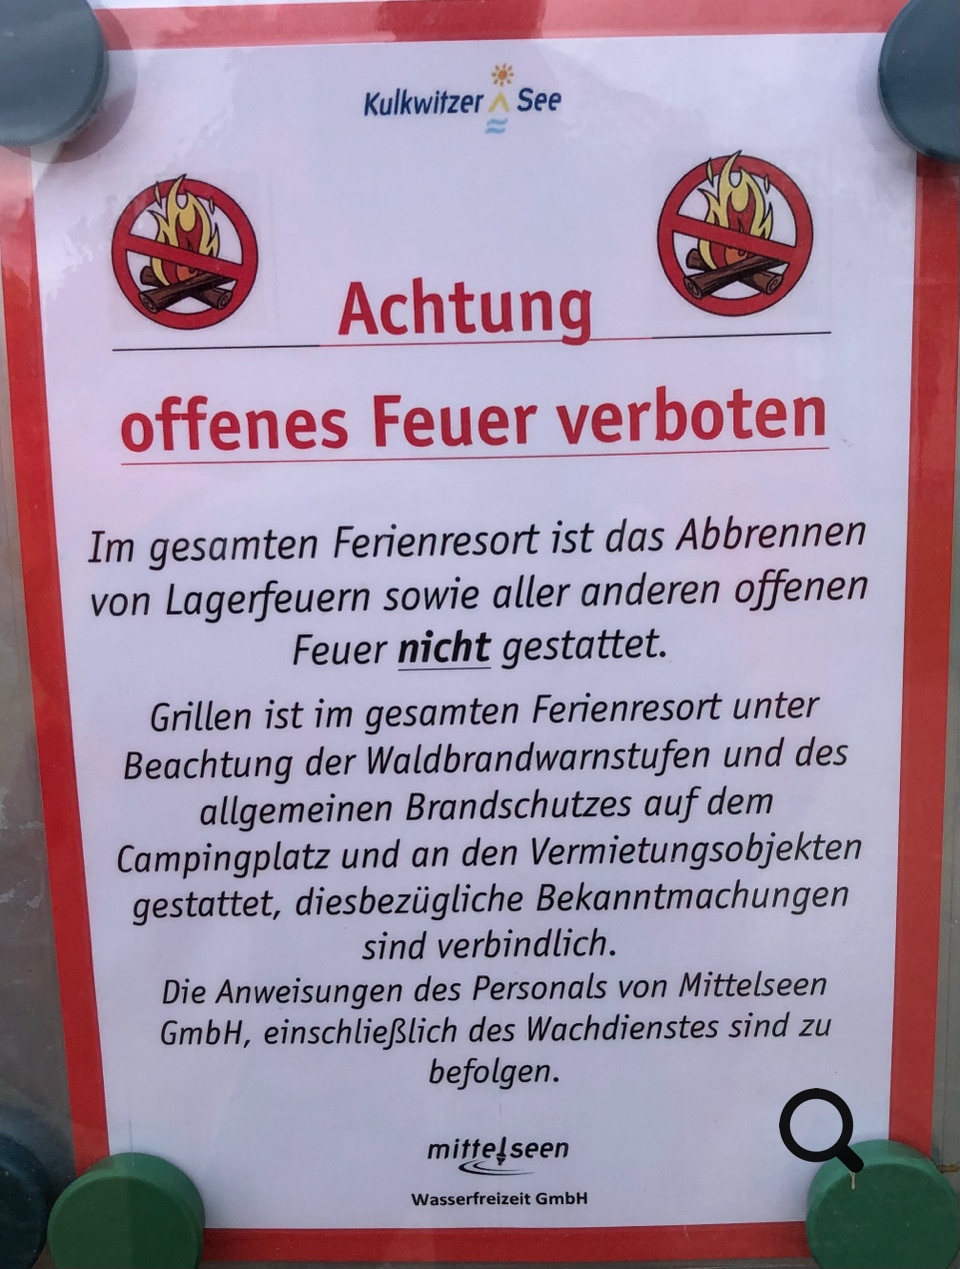 Kulkwitzer See
Achtung
offenes Feuer verboten
Im gesamten Ferienresort ist das Abbrennen
von Lagerfeuern sowie aller anderen offenen
Feuer nicht gestattet.
Grillen ist im gesamten Ferienresort unter
Beachtung der Waldbrandwarnstufen und des
allgemeinen Brandschutzes auf dem
Campingplatz und an den Vermietungsobjekten
gestattet, diesbezügliche Bekanntmachungen
sind verbindlich.
Die Anweisungen des Personals von Mittelseen
GmbH, einschließlich des Wachdienstes sind zu
befolgen.
mittelseen
Wasserfreizeit GmbH